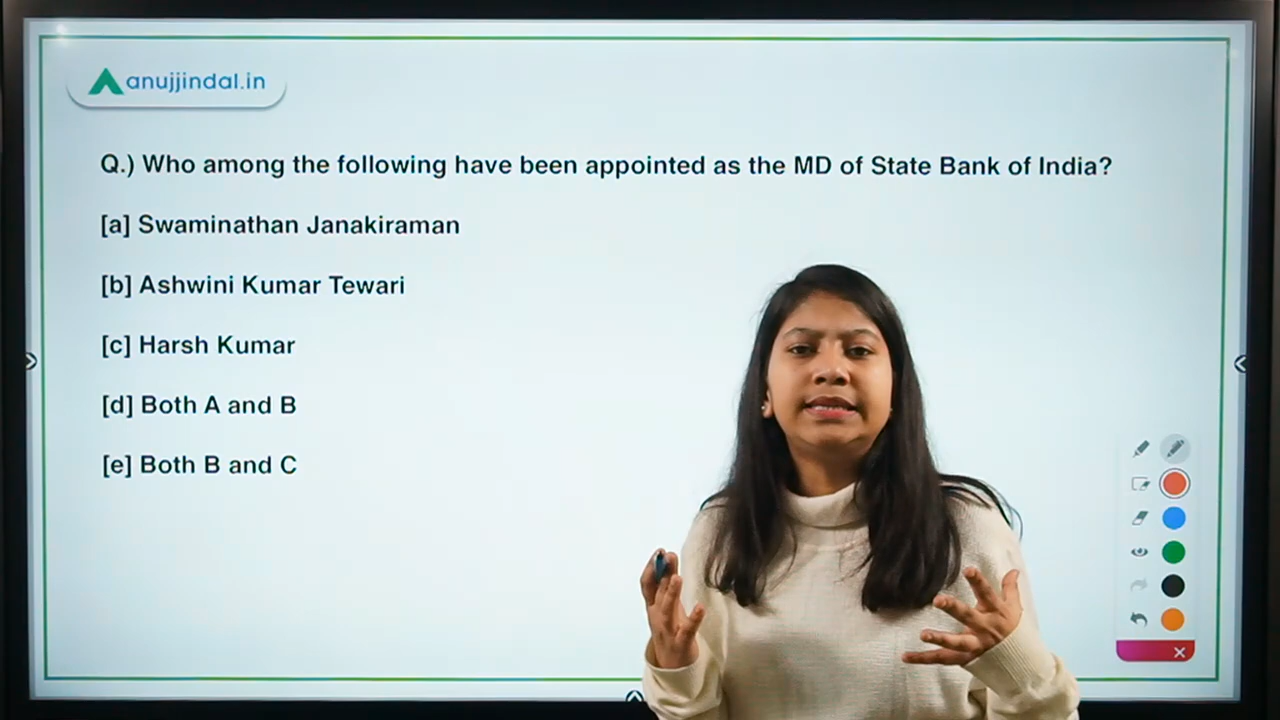 anujjindal.in
Q.) Who among the following have been appointed as the MD of State Bank of India?
[a] Swaminathan Janakiraman
[b] Ashwini Kumar Tewari
[c] Harsh Kumar
[d] Both A and B
[e] Both B and C